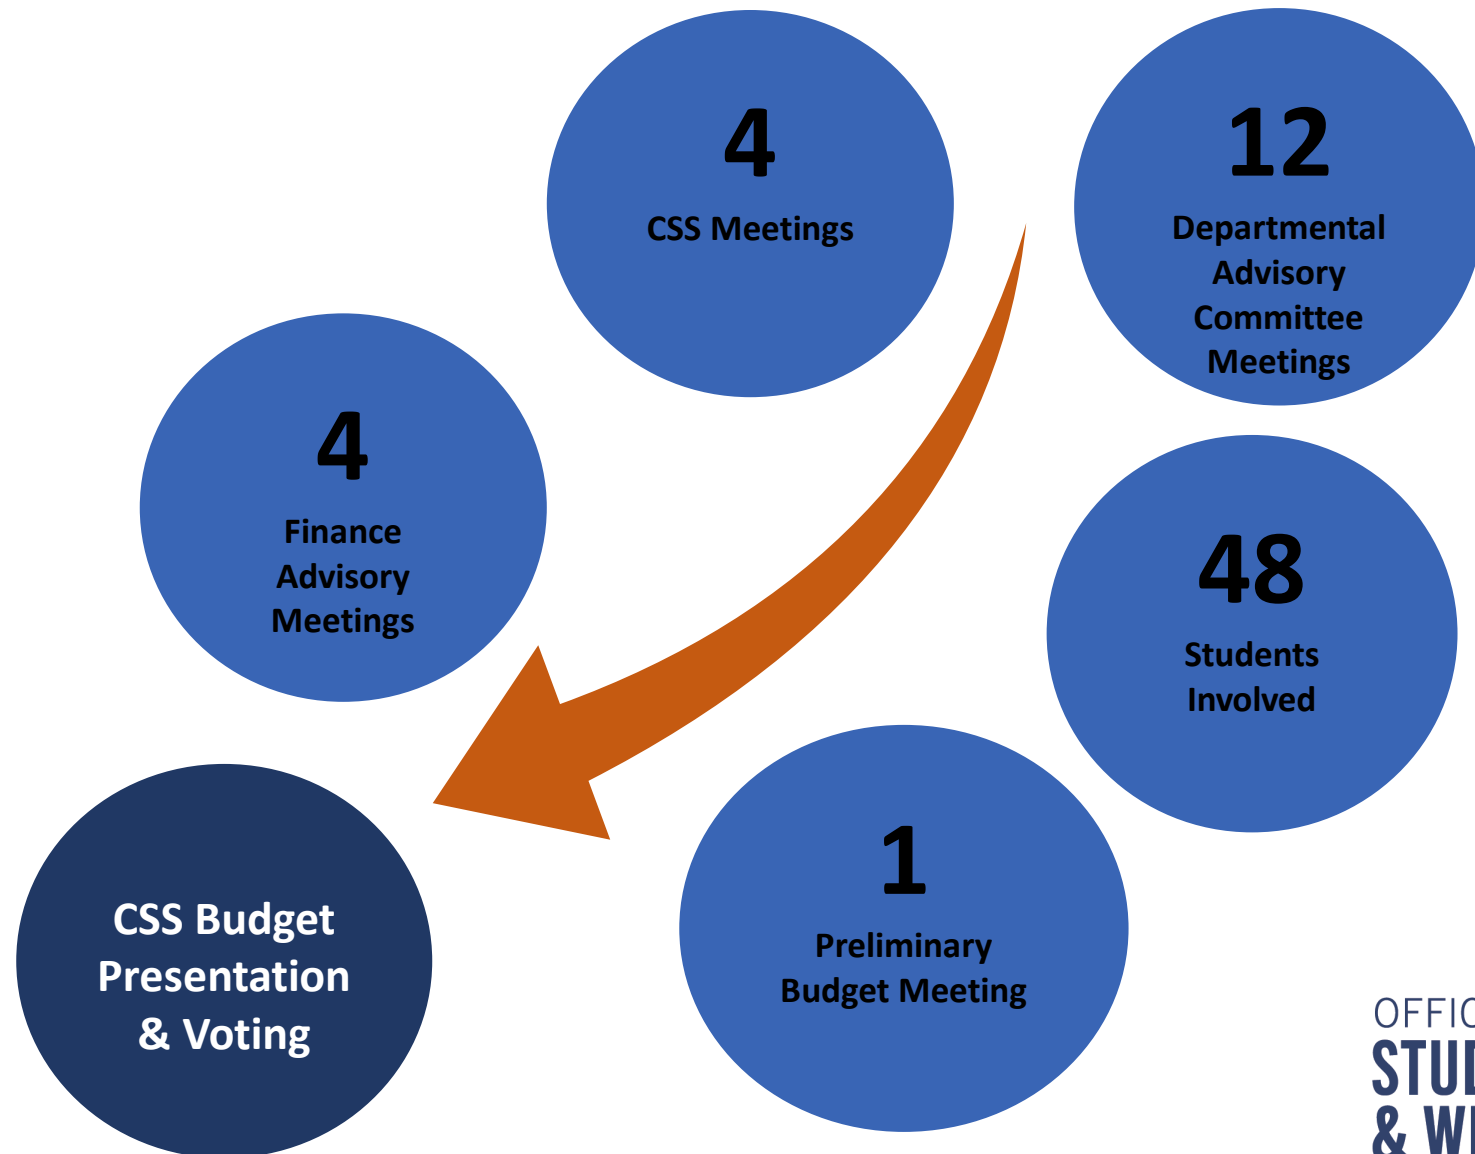 4
CSS Meetings
12
Departmental
Advisory
Committee
Meetings
4
Finance
Advisory
Meetings
48
Students
Involved
1
Preliminary
Budget Meeting
CSS Budget
Presentation
& Voting
&